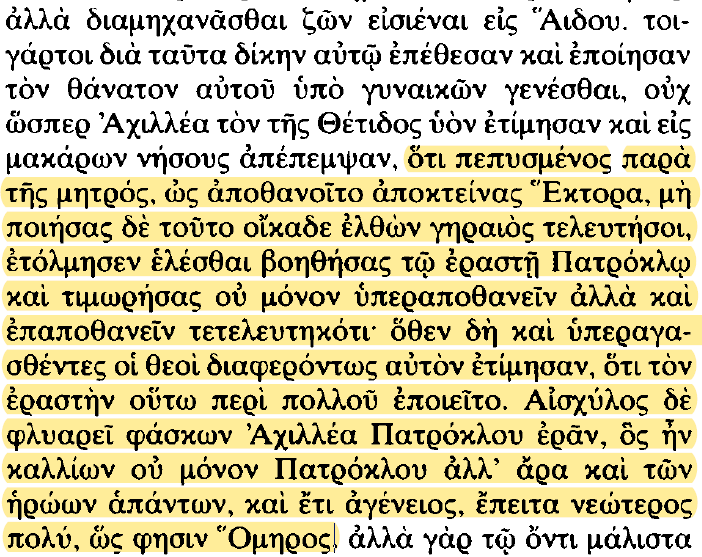 ἀλλὰ διαμηχανᾶσθαι ζῶν εἰσιέναι εἰς Ἅιδου. τοι-
γάρτοι διὰ ταῦτα δίκην αὐτῷ ἐπέθεσαν καὶ ἐποίησαν
τὸν θάνατον αὐτοῦ ὑπὸ γυναικῶν γενέσθαι, οὐχ
ὥσπερ Ἀχιλλέα τὸν τῆς Θέτιδος ὑὸν ἐτίμησαν καὶ εἰς
μακάρων νήσους ἀπέπεμψαν, ὅτι πεπυσμένος παρὰ
τῆς μητρός, ὡς ἀποθανοῖτο ἀποκτείνας Ἕκτορα, μὴ
ποιήσας δὲ τοῦτο οἴκαδε ἐλθὼν γηραιὸς τελευτήσοι,
ἐτόλμησεν ἑλέσθαι βοηθήσας τῷ ἐραστῇ Πατρόκλῳ
καὶ τιμωρήσας οὐ μόνον ὑπεραποθανεῖν ἀλλὰ καὶ
ἐπαποθανεῖν τετελευτηκότι· ὅθεν δὴ καὶ ὑπεραγα-
σθέντες οἱ θεοὶ διαφερόντως αὐτὸν ἐτίμησαν, ὅτι τὸν
ἐραστὴν οὕτω περὶ πολλοῦ ἐποιεῖτο. Αἰσχύλος δὲ
φλυαρεῖ φάσκων Ἀχιλλέα Πατρόκλου ἐρᾶν, ὃς ἦν
καλλίων οὐ μόνον Πατρόκλου ἀλλ' ἄρα καὶ τῶν
ἡρώων ἁπάντων, καὶ ἔτι ἀγένειος, ἔπειτα νεώτερος
πολύ, ὥς φησιν Ὅμηρος. ἀλλὰ γὰρ τῷ ὄντι μάλιστα